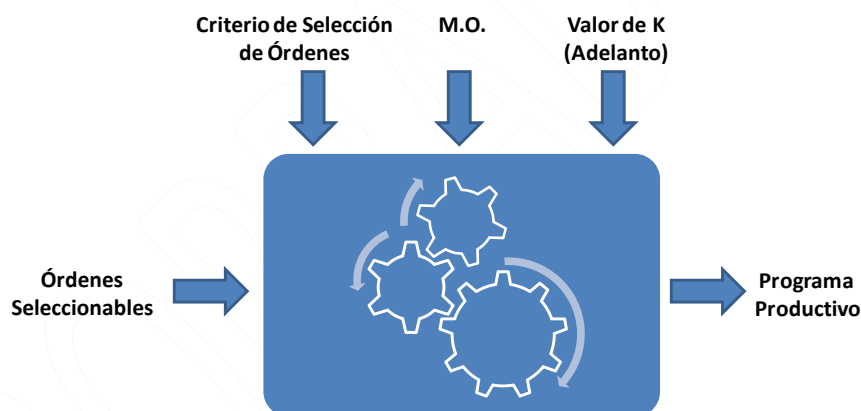 Criterio de Selección
de Órdenes
M.O.
Valor de K
(Adelanto)
Órdenes
Seleccionables
Programa
Productivo